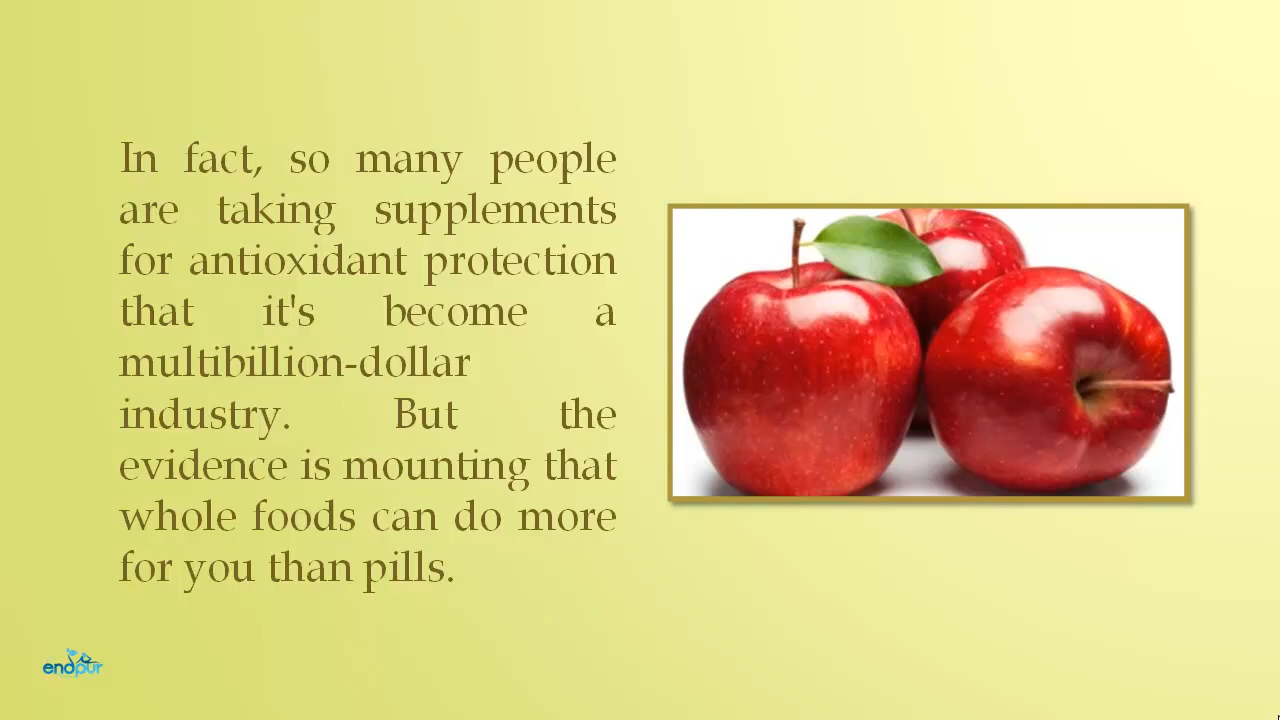 In fact, so many people
are taking supplements
for antioxidant protection
that it's become a
multibillion-dollar
industry. But the
evidence is mounting that
whole foods can do more
for you than pills.
endpur